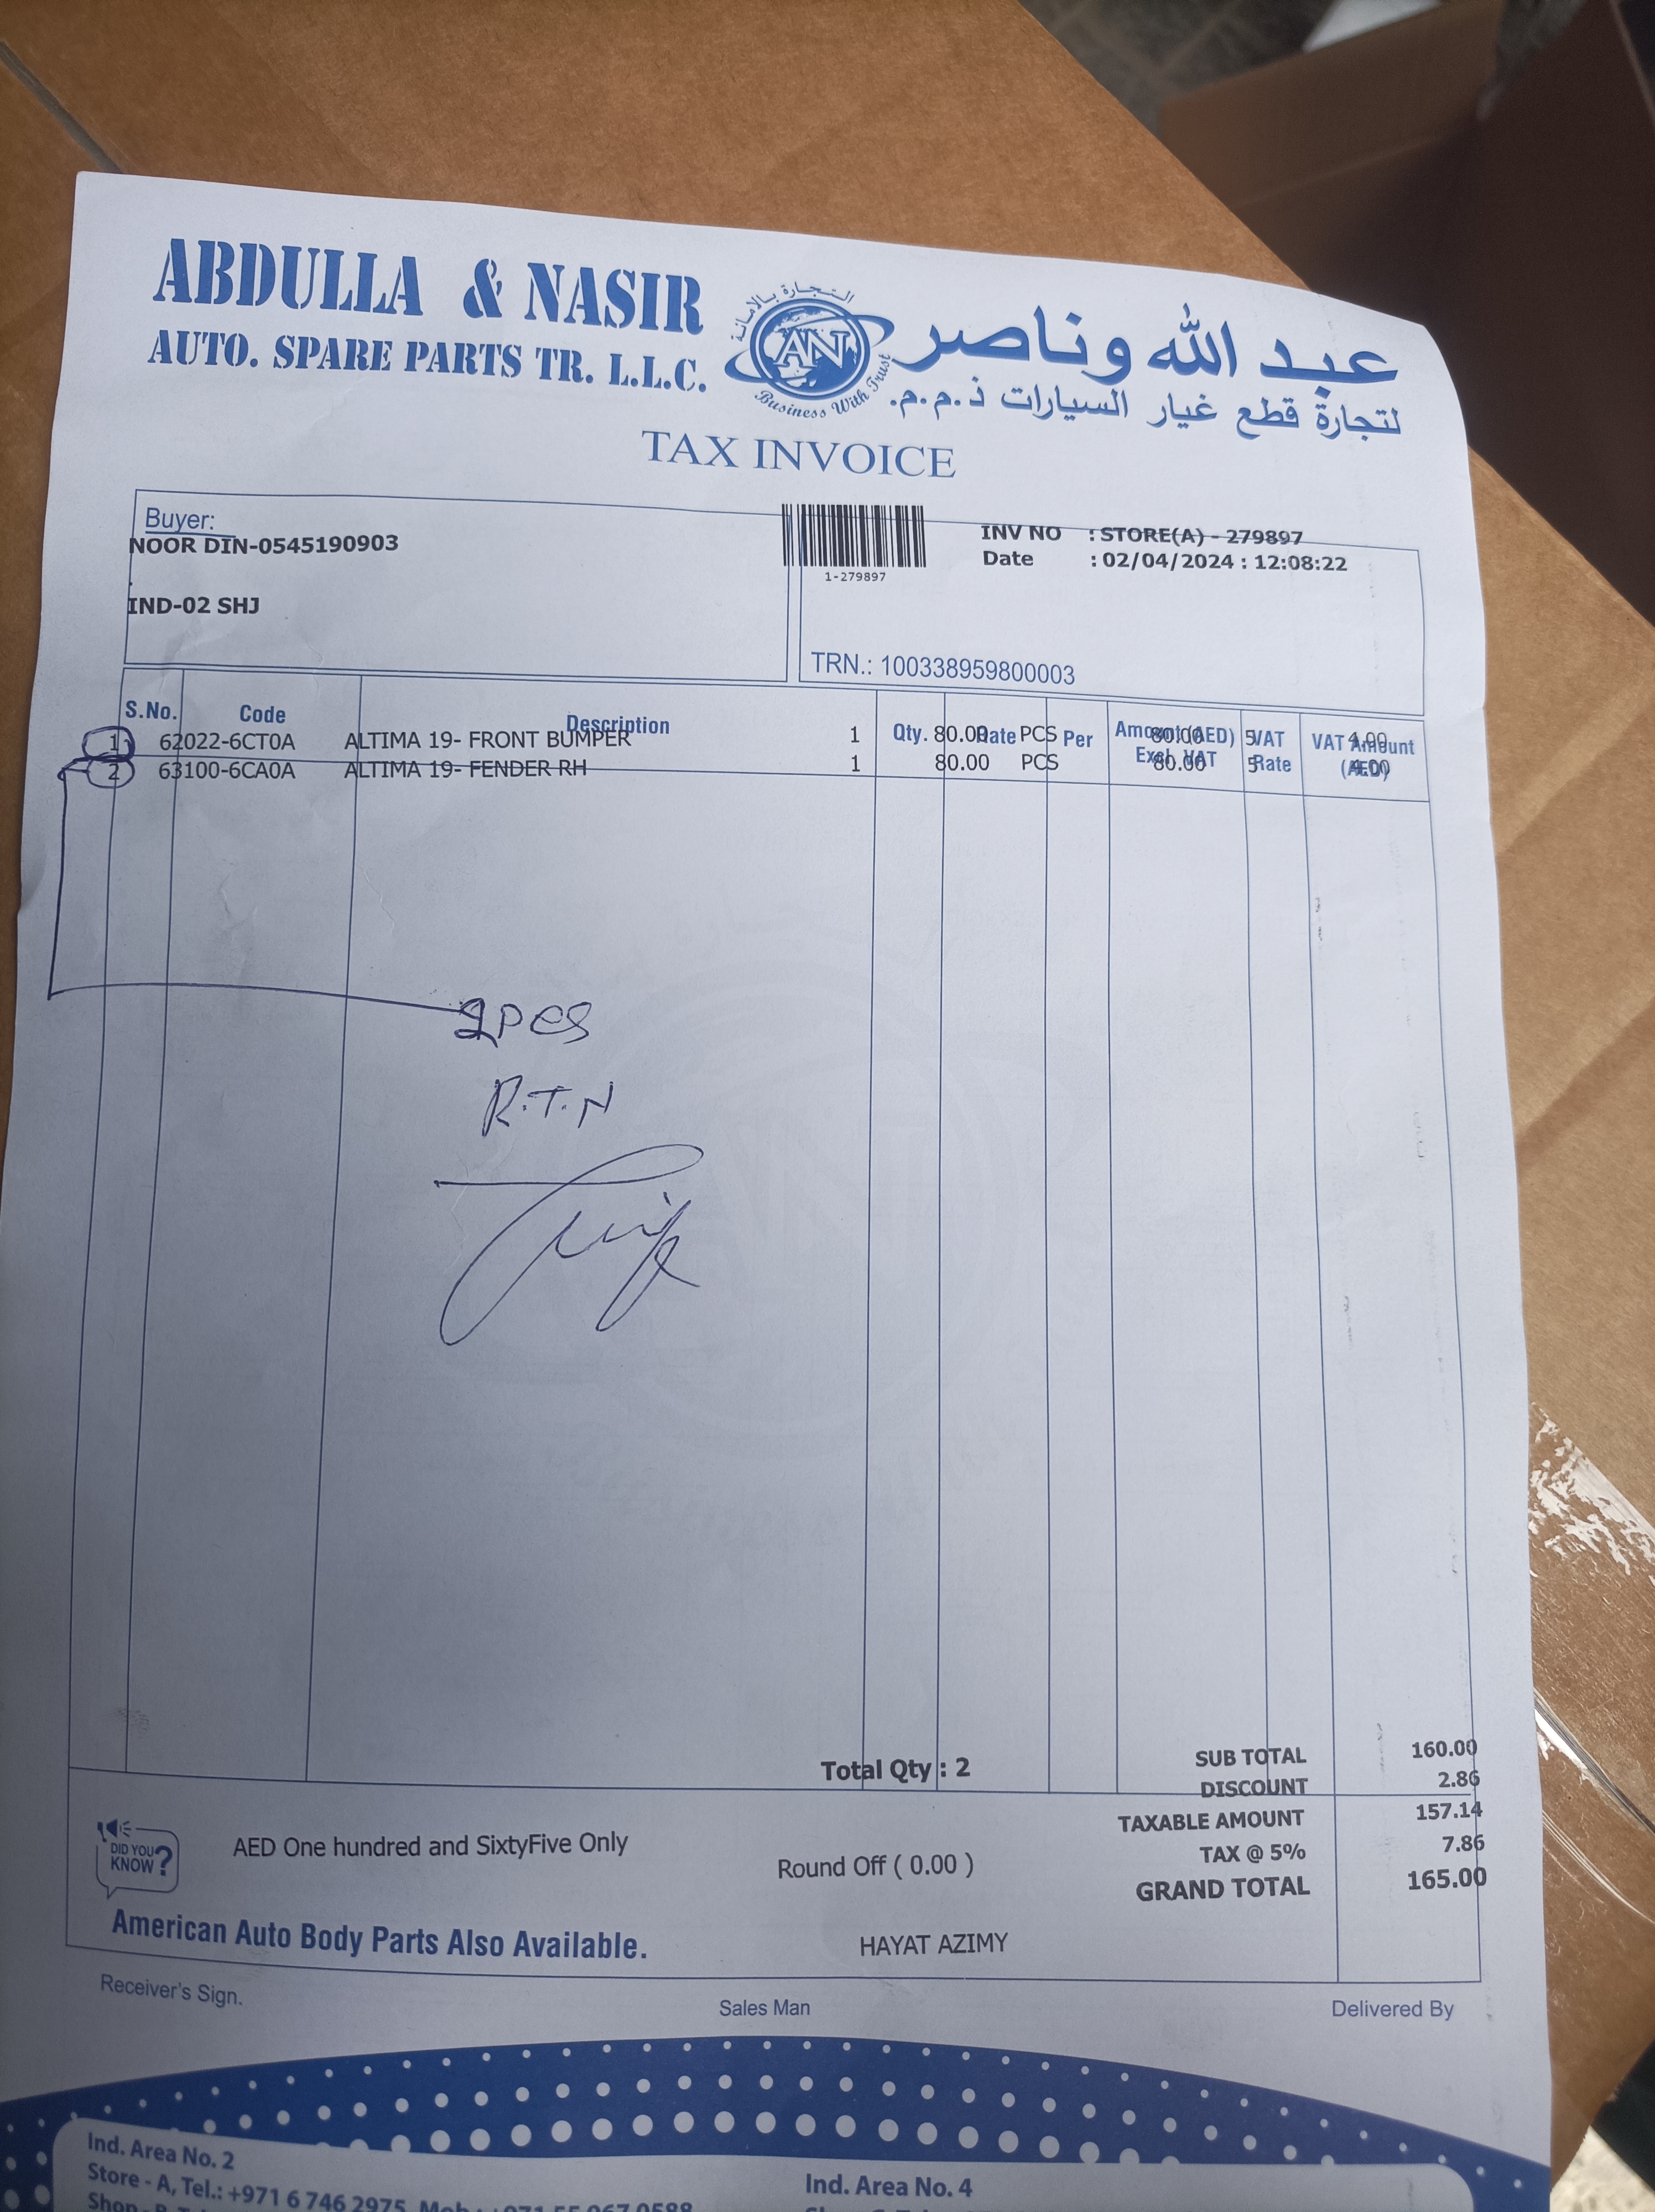 ABDULLA & NASIR
AUTO. SPARE PARTS TR. L.L.C.
التجارة بالامانة
AN
Business With Trust
عبد الله وناصر
لتجارة قطع غيار السيارات ذ.م.م.
TAX INVOICE
Buyer:
NOOR DIN-0545190903
.
IND-02 SHJ
1-279897
INV NO : STORE(A) - 279897
Date : 02/04/2024 : 12:08:22
TRN.: 100338959800003
S.No. Code Description Qty. Rate Per Amount (AED) Excl. VAT VAT Rate VAT Amount (AED)
1 62022-6CT0A ALTIMA 19- FRONT BUMPER 1 80.00 PCS 80.00 5 4.00
2 63100-6CA0A ALTIMA 19- FENDER RH 1 80.00 PCS 80.00 5 4.00
2PCS
R.T.N
Total Qty : 2
SUB TOTAL 160.00
DISCOUNT 2.86
TAXABLE AMOUNT 157.14
TAX @ 5% 7.86
GRAND TOTAL 165.00
DID YOU KNOW?
AED One hundred and SixtyFive Only
Round Off ( 0.00 )
American Auto Body Parts Also Available.
HAYAT AZIMY
Receiver's Sign.
Sales Man
Delivered By
Ind. Area No. 2
Store - A, Tel.: +971 6 746 2975
Ind. Area No. 4